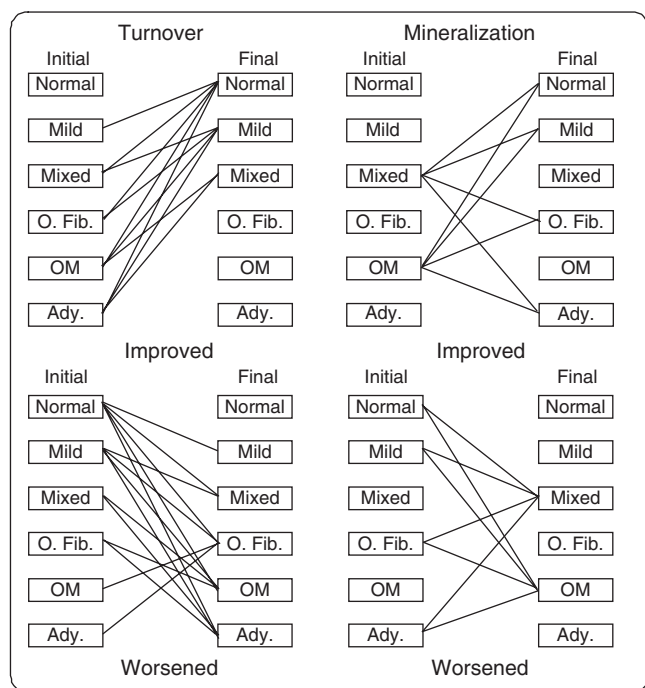 Turnover
Initial Final
Normal Normal
Mild Mild
Mixed Mixed
O. Fib. O. Fib.
OM OM
Ady. Ady.
Improved
Initial Final
Normal Normal
Mild Mild
Mixed Mixed
O. Fib. O. Fib.
OM OM
Ady. Ady.
Worsened
Mineralization
Initial Final
Normal Normal
Mild Mild
Mixed Mixed
O. Fib. O. Fib.
OM OM
Ady. Ady.
Improved
Initial Final
Normal Normal
Mild Mild
Mixed Mixed
O. Fib. O. Fib.
OM OM
Ady. Ady.
Worsened